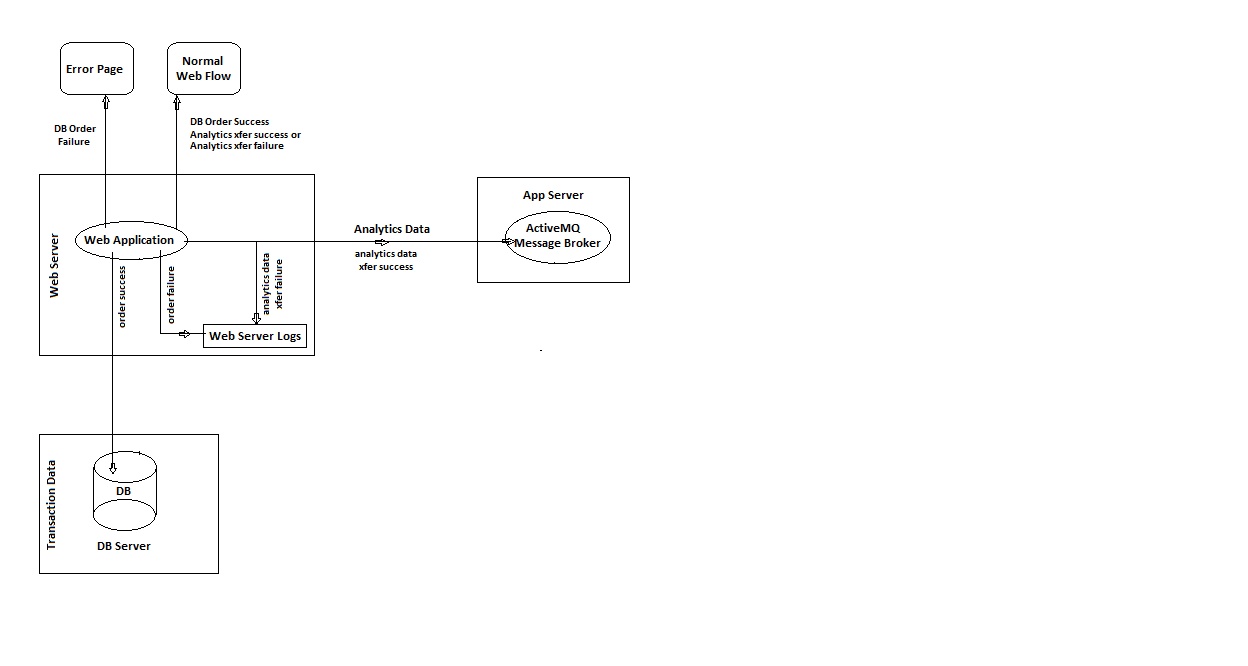 Error Page
Normal
Web Flow
DB Order
Failure
DB Order Success
Analytics xfer success or
Analytics xfer failure
Web Server
Web Application
order success
order failure
analytics data
xfer failure
Web Server Logs
Analytics Data
analytics data
xfer success
App Server
ActiveMQ
Message Broker
Transaction Data
DB
DB Server